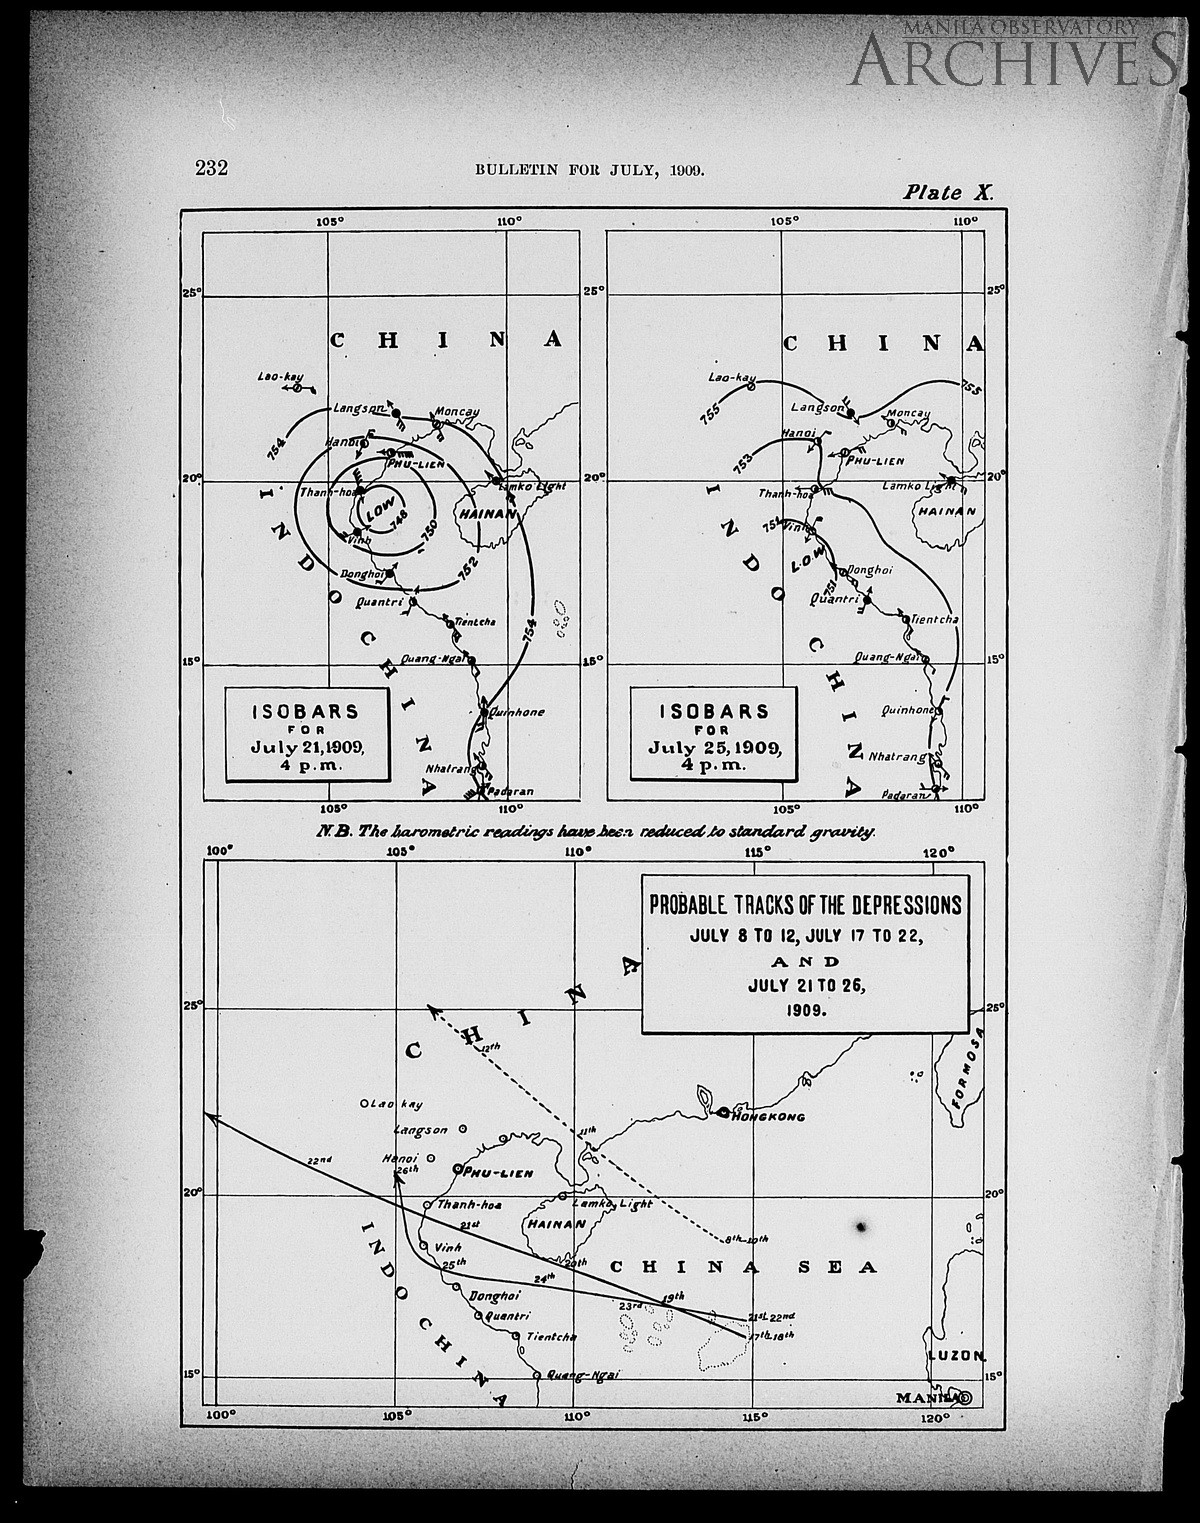 MANILA OBSERVATORY
ARCHIVES
232
BULLETIN FOR JULY, 1909.
Plate X.
105°
110°
25°
CHINA
Lao-kay
Langson
Moncay
754
Hanoi
PHU-LIEN
20°
Thanh-hoa
Lamko Light
LOW
748
HAINAN
750
Vinh
752
Donghoi
Quantri
Tientcha
754
Quang-Ngai
15°
INDO CHINA
Quinhone
Nhatrang
Padaran
ISOBARS
FOR
July 21, 1909,
4 p.m.
105°
110°
105°
110°
25°
25°
CHINA
Lao-kay
755
755
Langson
Moncay
Hanoi
753
PHU-LIEN
20°
20°
Thanh-hoa
Lamko Light
HAINAN
751
Vinh
LOW
Donghoi
751
Quantri
Tientcha
Quang-Ngai
15°
15°
INDO CHINA
Quinhone
Nhatrang
Padaran
ISOBARS
FOR
July 25, 1909,
4 p.m.
105°
110°
N.B. The barometric readings have been reduced to standard gravity.
100°
105°
110°
115°
120°
PROBABLE TRACKS OF THE DEPRESSIONS
JULY 8 TO 12, JULY 17 TO 22,
AND
JULY 21 TO 26,
1909.
25°
25°
CHINA
12th
FORMOSA
Lao kay
HONGKONG
Langson
11th
Hanoi
22nd
26th
PHU-LIEN
20°
20°
Thanh-hoa
Lamko Light
21st
HAINAN
8th-10th
Vinh
25th
20th
CHINA SEA
24th
INDO CHINA
Donghoi
19th
23rd
Quantri
21st-22nd
17th-18th
Tientcha
LUZON
Quang-Ngai
15°
15°
MANILA
100°
105°
110°
115°
120°